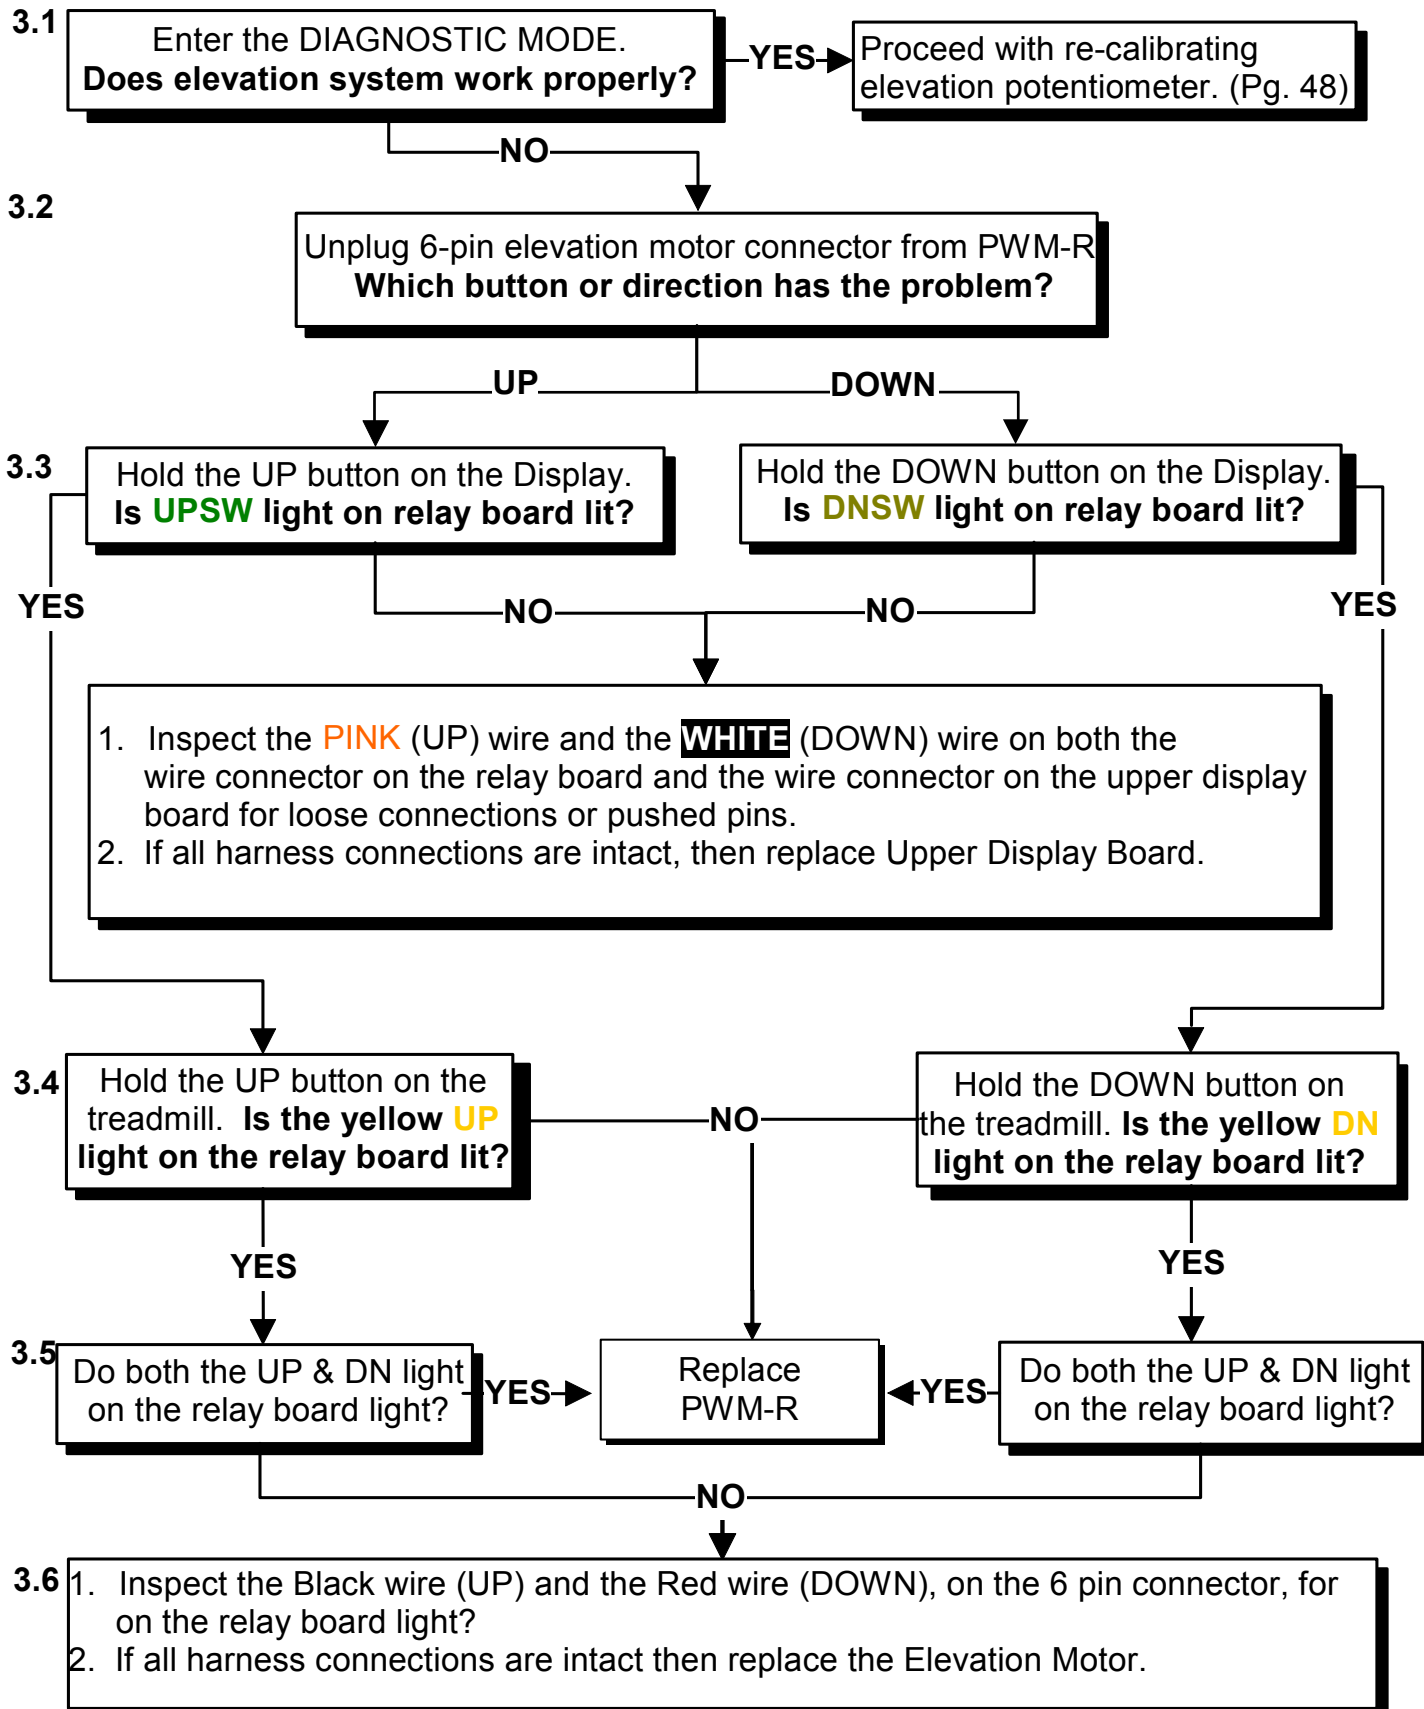 3.1
Enter the DIAGNOSTIC MODE.
Does elevation system work properly?
YES
Proceed with re-calibrating
elevation potentiometer. (Pg. 48)
NO
3.2
Unplug 6-pin elevation motor connector from PWM-R
Which button or direction has the problem?
UP
DOWN
3.3
Hold the UP button on the Display.
Is UPSW light on relay board lit?
Hold the DOWN button on the Display.
Is DNSW light on relay board lit?
YES
NO
NO
YES
1. Inspect the PINK (UP) wire and the WHITE (DOWN) wire on both the
wire connector on the relay board and the wire connector on the upper display
board for loose connections or pushed pins.
2. If all harness connections are intact, then replace Upper Display Board.
3.4
Hold the UP button on the
treadmill. Is the yellow UP
light on the relay board lit?
NO
Hold the DOWN button on
the treadmill. Is the yellow DN
light on the relay board lit?
YES
YES
3.5
Do both the UP & DN light
on the relay board light?
YES
Replace
PWM-R
YES
Do both the UP & DN light
on the relay board light?
NO
3.6
1. Inspect the Black wire (UP) and the Red wire (DOWN), on the 6 pin connector, for
on the relay board light?
2. If all harness connections are intact then replace the Elevation Motor.